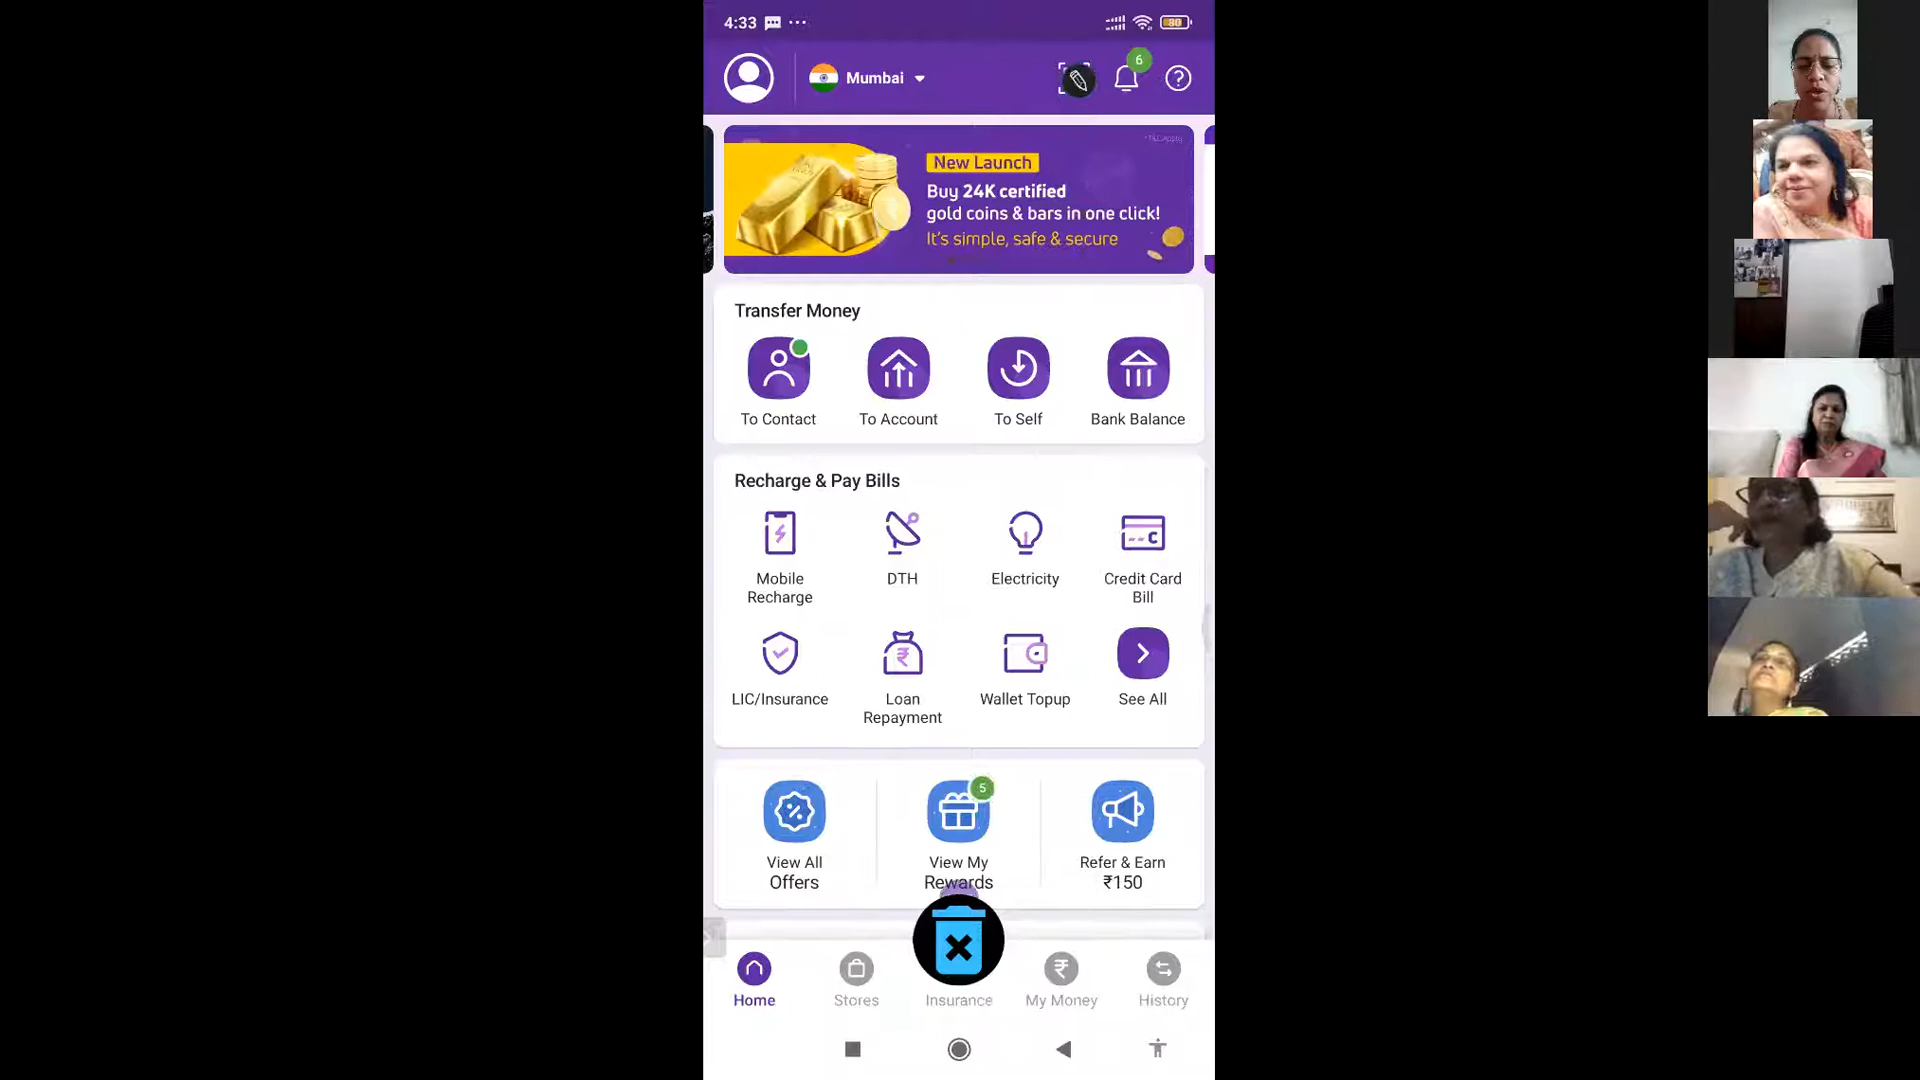 4:33
80
Mumbai
6
New Launch
Buy 24K certified
gold coins & bars in one click!
It's simple, safe & secure
Transfer Money
To Contact
To Account
To Self
Bank Balance
Recharge & Pay Bills
Mobile
Recharge
DTH
Electricity
Credit Card
Bill
LIC/Insurance
Loan
Repayment
Wallet Topup
See All
5
View All
Offers
View My
Rewards
Refer & Earn
₹150
Home
Stores
Insurance
My Money
History